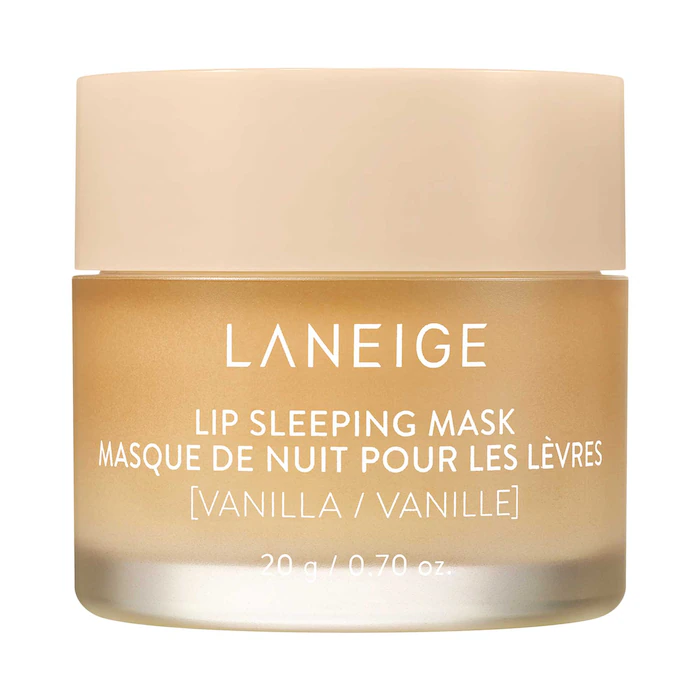 LANEIGE
LIP SLEEPING MASK
MASQUE DE NUIT POUR LES LÈVRES
[VANILLA / VANILLE]
20 g / 0.70 oz.